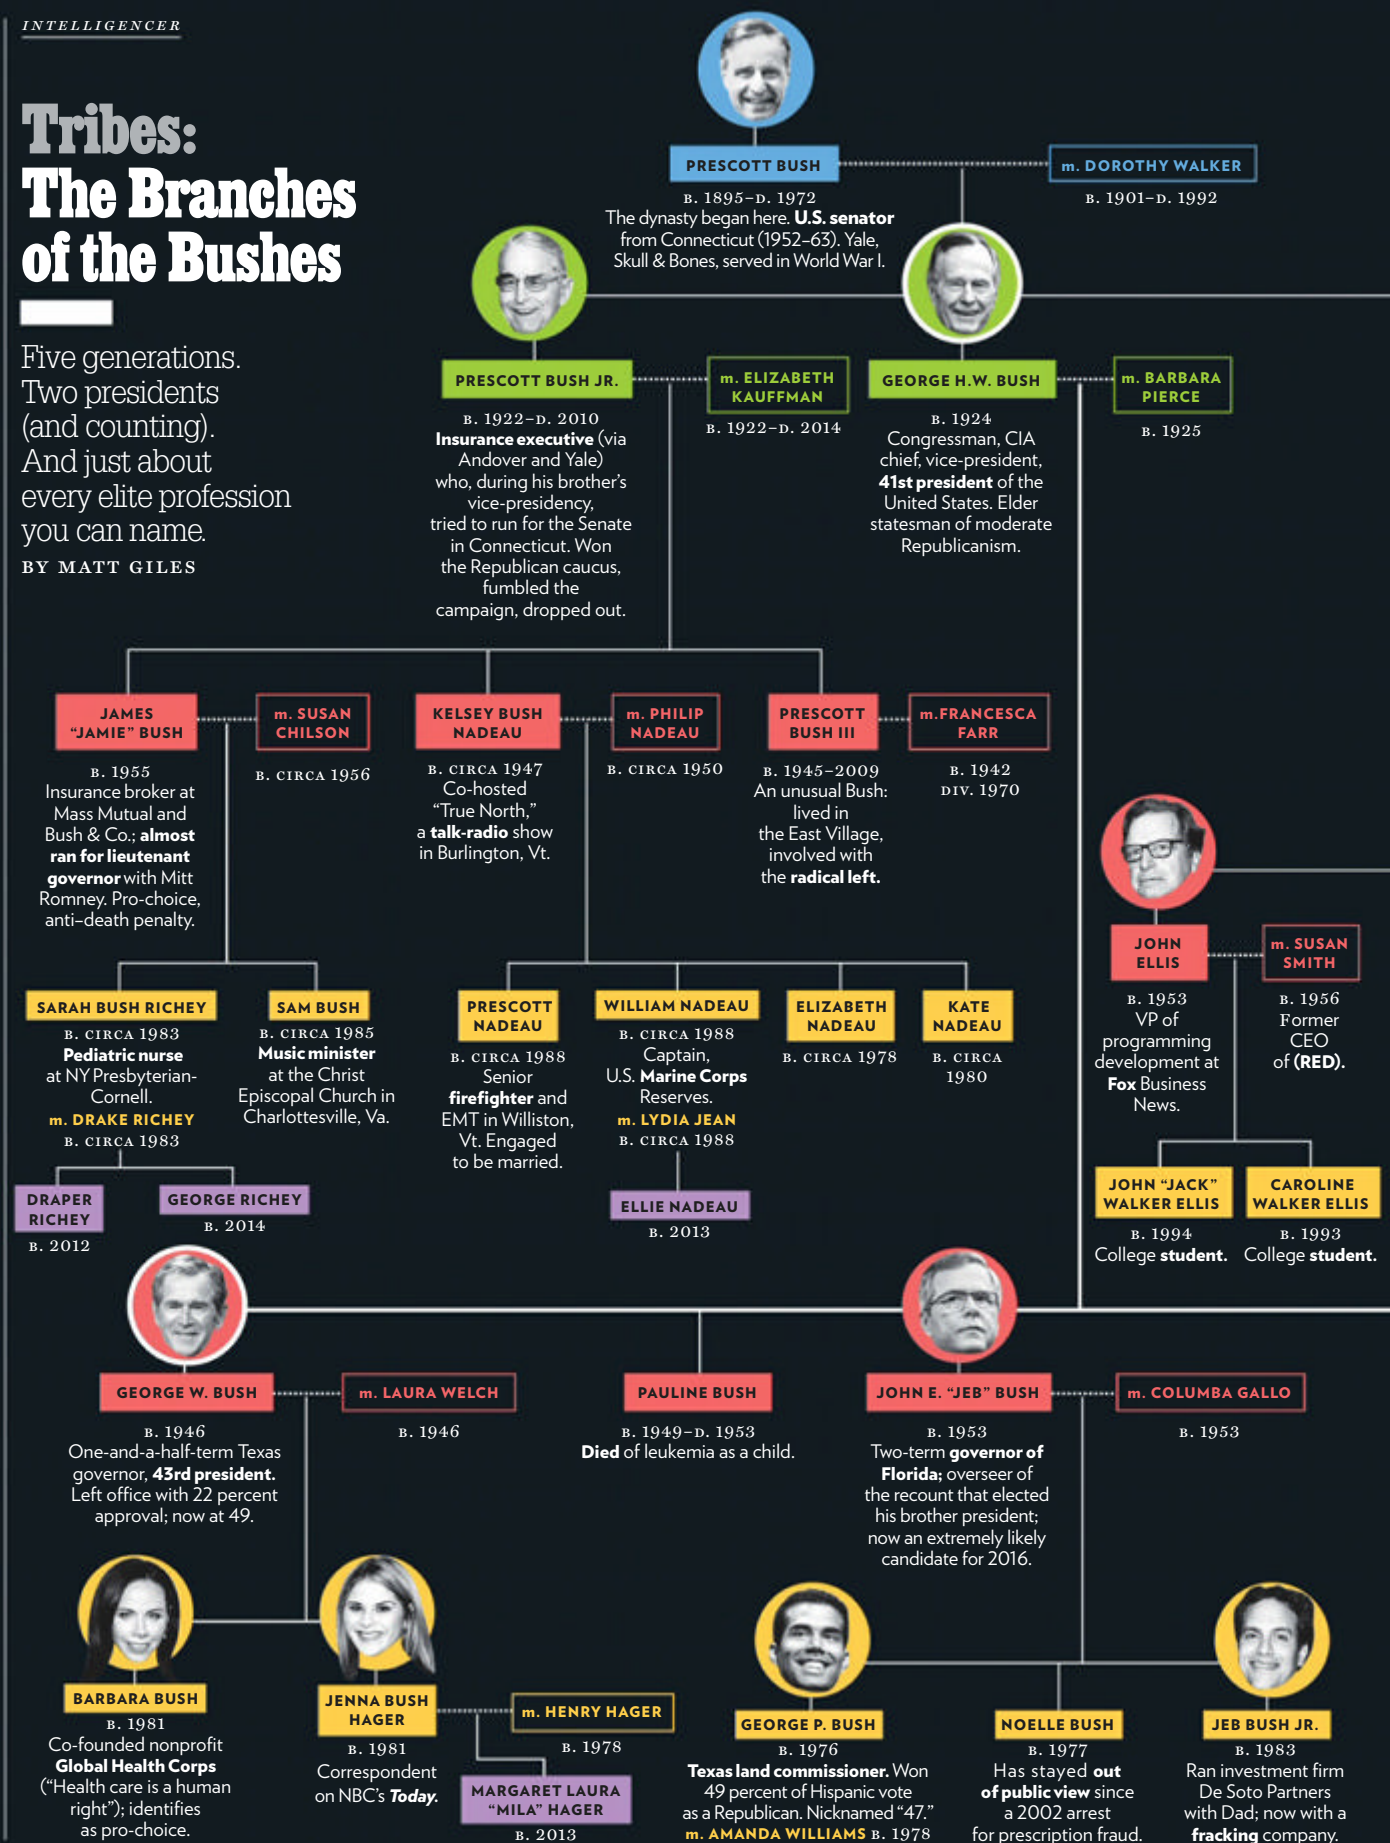 INTELLIGENCER
Tribes:
The Branches
of the Bushes
Five generations.
Two presidents
(and counting).
And just about
every elite profession
you can name.
BY MATT GILES
PRESCOTT BUSH
B. 1895–D. 1972
The dynasty began here. U.S. senator
from Connecticut (1952–63). Yale,
Skull & Bones, served in World War I.
m. DOROTHY WALKER
B. 1901–D. 1992
PRESCOTT BUSH JR.
B. 1922–D. 2010
Insurance executive (via
Andover and Yale)
who, during his brother's
vice-presidency,
tried to run for the Senate
in Connecticut. Won
the Republican caucus,
fumbled the
campaign, dropped out.
m. ELIZABETH
KAUFFMAN
B. 1922–D. 2014
GEORGE H.W. BUSH
B. 1924
Congressman, CIA
chief, vice-president,
41st president of the
United States. Elder
statesman of moderate
Republicanism.
m. BARBARA
PIERCE
B. 1925
JAMES
"JAMIE" BUSH
B. 1955
Insurance broker at
Mass Mutual and
Bush & Co.; almost
ran for lieutenant
governor with Mitt
Romney. Pro-choice,
anti–death penalty.
m. SUSAN
CHILSON
B. CIRCA 1956
KELSEY BUSH
NADEAU
B. CIRCA 1947
Co-hosted
"True North,"
a talk-radio show
in Burlington, Vt.
m. PHILIP
NADEAU
B. CIRCA 1950
PRESCOTT
BUSH III
B. 1945–2009
An unusual Bush:
lived in
the East Village,
involved with
the radical left.
m.FRANCESCA
FARR
B. 1942
DIV. 1970
JOHN
ELLIS
B. 1953
VP of
programming
development at
Fox Business
News.
m. SUSAN
SMITH
B. 1956
Former
CEO
of (RED).
SARAH BUSH RICHEY
B. CIRCA 1983
Pediatric nurse
at NY Presbyterian-
Cornell.
m. DRAKE RICHEY
B. CIRCA 1983
SAM BUSH
B. CIRCA 1985
Music minister
at the Christ
Episcopal Church in
Charlottesville, Va.
PRESCOTT
NADEAU
B. CIRCA 1988
Senior
firefighter and
EMT in Williston,
Vt. Engaged
to be married.
WILLIAM NADEAU
B. CIRCA 1988
Captain,
U.S. Marine Corps
Reserves.
m. LYDIA JEAN
B. CIRCA 1988
ELIZABETH
NADEAU
B. CIRCA 1978
KATE
NADEAU
B. CIRCA
1980
DRAPER
RICHEY
B. 2012
GEORGE RICHEY
B. 2014
ELLIE NADEAU
B. 2013
JOHN "JACK"
WALKER ELLIS
B. 1994
College student.
CAROLINE
WALKER ELLIS
B. 1993
College student.
GEORGE W. BUSH
B. 1946
One-and-a-half-term Texas
governor, 43rd president.
Left office with 22 percent
approval; now at 49.
m. LAURA WELCH
B. 1946
PAULINE BUSH
B. 1949–D. 1953
Died of leukemia as a child.
JOHN E. "JEB" BUSH
B. 1953
Two-term governor of
Florida; overseer of
the recount that elected
his brother president;
now an extremely likely
candidate for 2016.
m. COLUMBA GALLO
B. 1953
BARBARA BUSH
B. 1981
Co-founded nonprofit
Global Health Corps
("Health care is a human
right"); identifies
as pro-choice.
JENNA BUSH
HAGER
B. 1981
Correspondent
on NBC's Today.
m. HENRY HAGER
B. 1978
MARGARET LAURA
"MILA" HAGER
B. 2013
GEORGE P. BUSH
B. 1976
Texas land commissioner. Won
49 percent of Hispanic vote
as a Republican. Nicknamed "47."
m. AMANDA WILLIAMS B. 1978
NOELLE BUSH
B. 1977
Has stayed out
of public view since
a 2002 arrest
for prescription fraud.
JEB BUSH JR.
B. 1983
Ran investment firm
De Soto Partners
with Dad; now with a
fracking company.